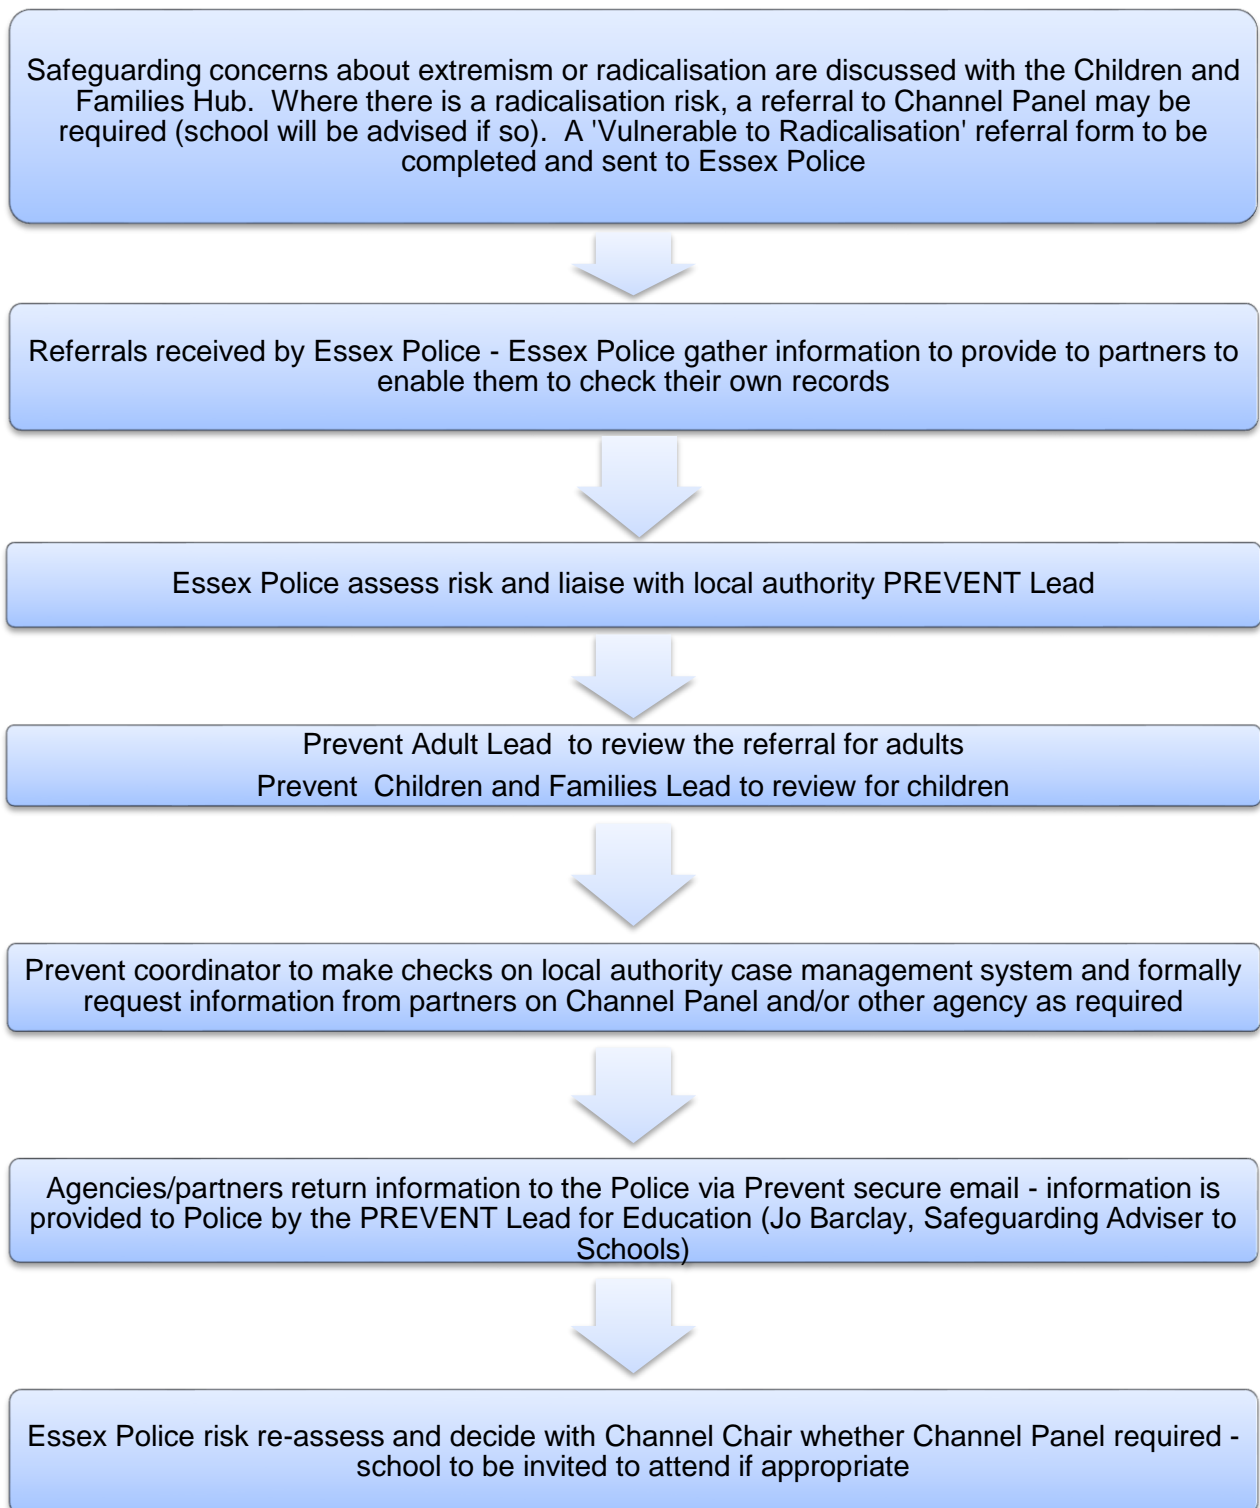 Safeguarding concerns about extremism or radicalisation are discussed with the Children and
Families Hub.  Where there is a radicalisation risk, a referral to Channel Panel may be
required (school will be advised if so).  A 'Vulnerable to Radicalisation' referral form to be
completed and sent to Essex Police
Referrals received by Essex Police - Essex Police gather information to provide to partners to
enable them to check their own records
Essex Police assess risk and liaise with local authority PREVENT Lead
Prevent Adult Lead  to review the referral for adults
Prevent  Children and Families Lead to review for children
Prevent coordinator to make checks on local authority case management system and formally
request information from partners on Channel Panel and/or other agency as required
Agencies/partners return information to the Police via Prevent secure email - information is
provided to Police by the PREVENT Lead for Education (Jo Barclay, Safeguarding Adviser to
Schools)
Essex Police risk re-assess and decide with Channel Chair whether Channel Panel required -
school to be invited to attend if appropriate